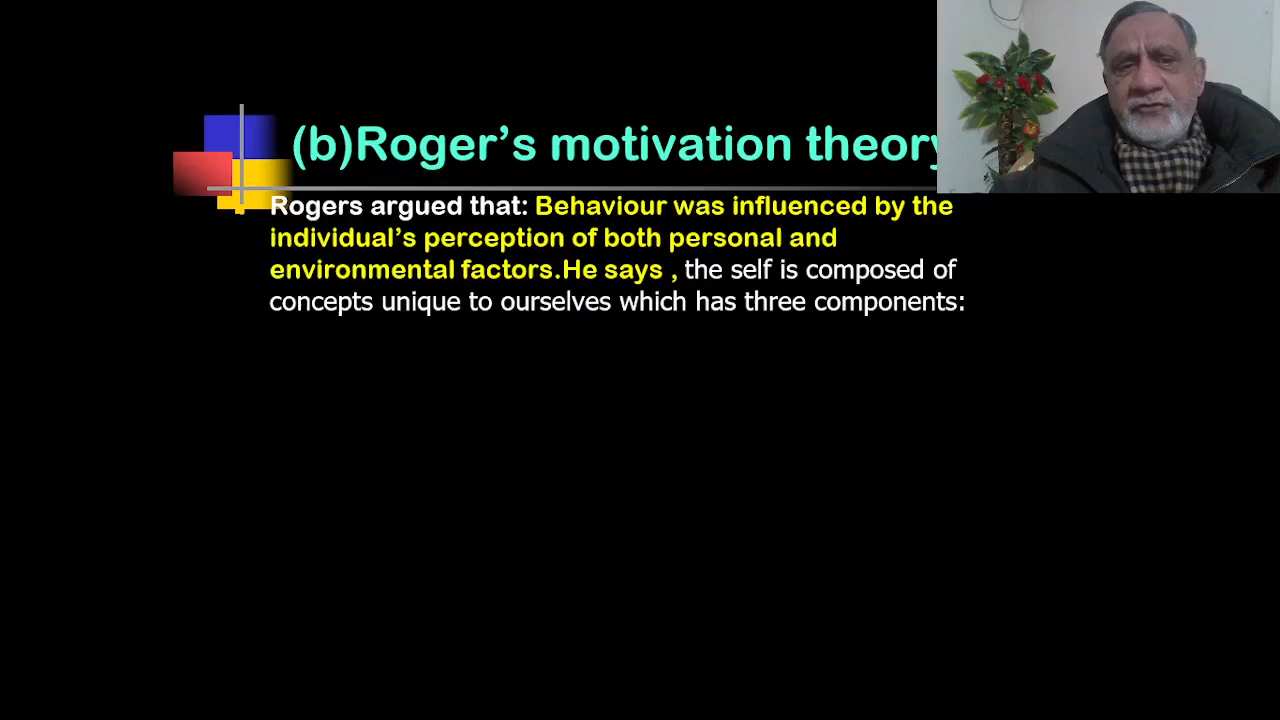 (b)Roger’s motivation theory
Rogers argued that: Behaviour was influenced by the
individual’s perception of both personal and
environmental factors.He says , the self is composed of
concepts unique to ourselves which has three components: